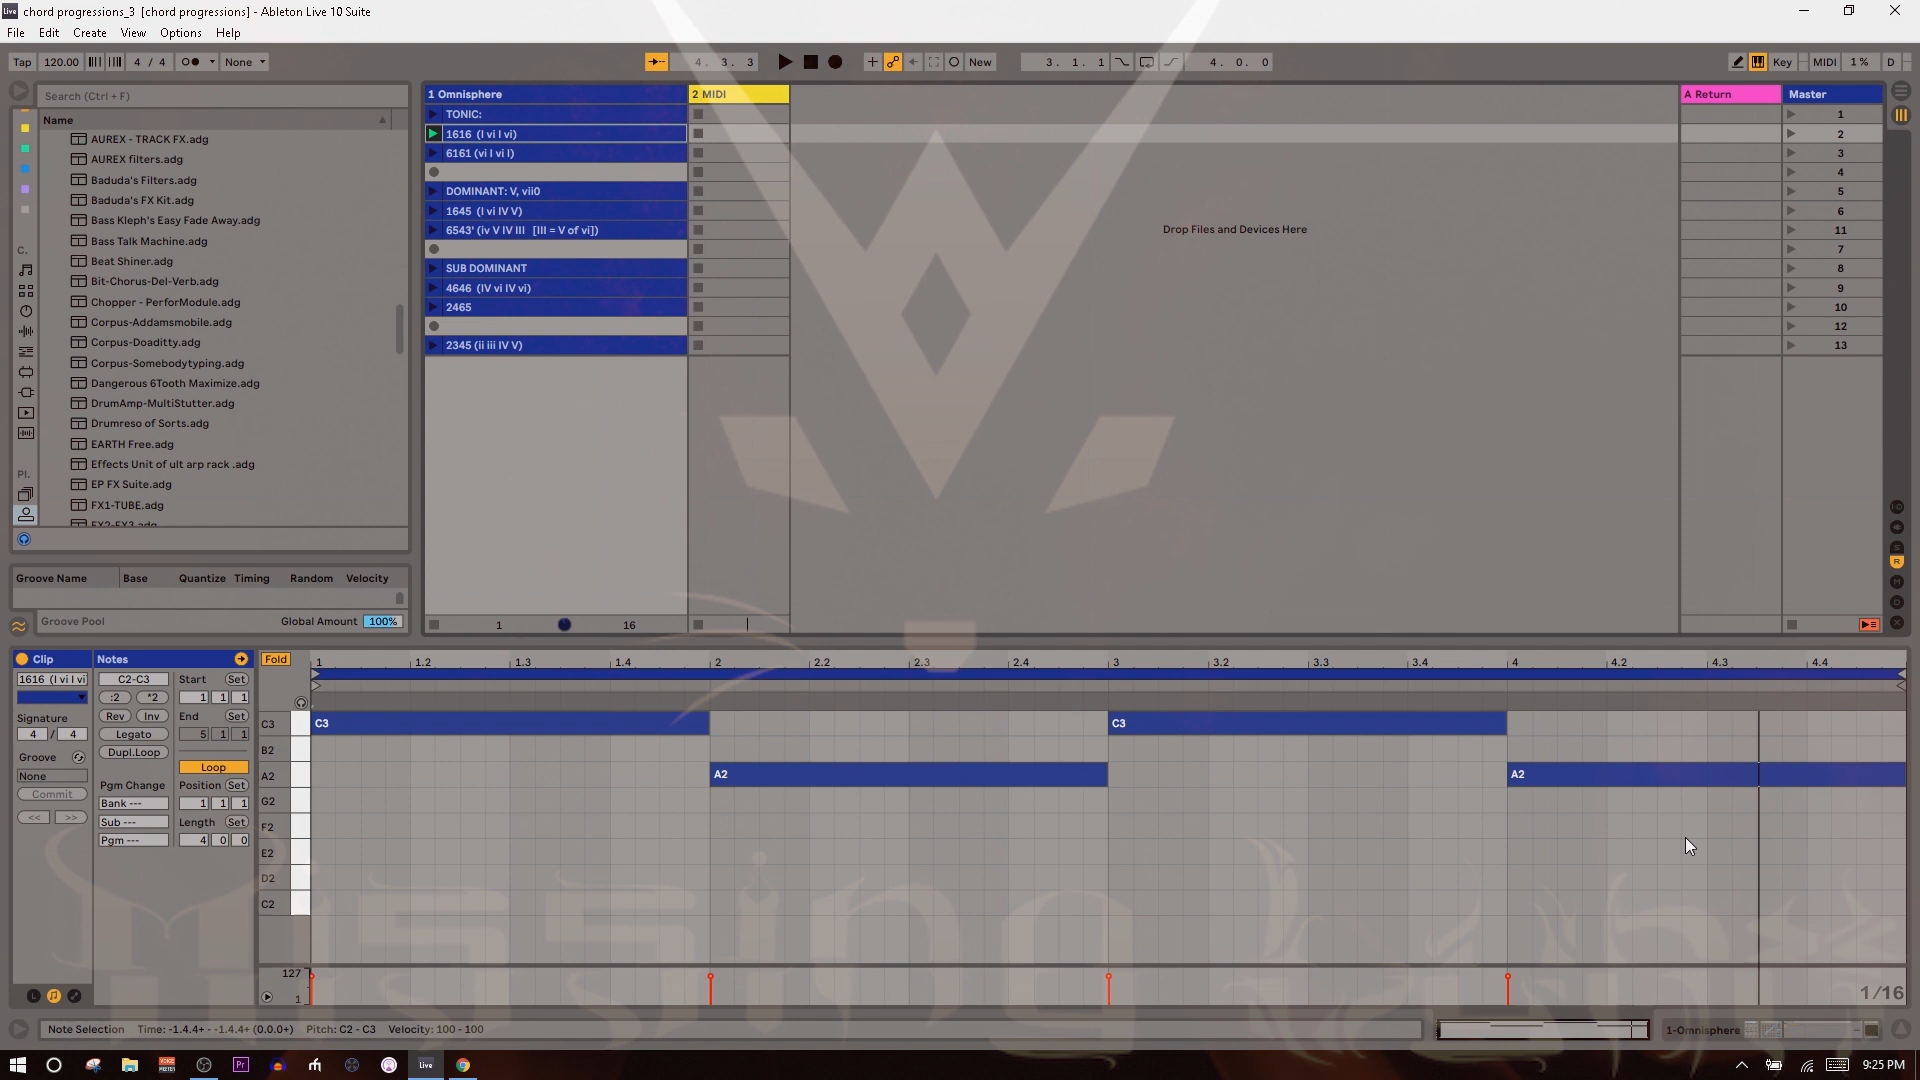 Live chord progressions_3 [chord progressions] - Ableton Live 10 Suite
File Edit Create View Options Help
Tap 120.00 4 / 4 None 4. 3. 3 New 3. 1. 1 4. 0. 0 Key MIDI 1 % D
Search (Ctrl + F)
Name
AUREX - TRACK FX.adg
AUREX filters.adg
Baduda's Filters.adg
Baduda's FX Kit.adg
Bass Kleph's Easy Fade Away.adg
Bass Talk Machine.adg
Beat Shiner.adg
Bit-Chorus-Del-Verb.adg
Chopper - PerforModule.adg
Corpus-Addamsmobile.adg
Corpus-Doaditty.adg
Corpus-Somebodytyping.adg
Dangerous 6Tooth Maximize.adg
DrumAmp-MultiStutter.adg
Drumreso of Sorts.adg
EARTH Free.adg
Effects Unit of ult arp rack .adg
EP FX Suite.adg
FX1-TUBE.adg
FX2-FX3.adg
C.
Pl.
1 Omnisphere 2 MIDI A Return Master
TONIC: 1
1616 (I vi I vi) 2
6161 (vi I vi I) 3
4
DOMINANT: V, vii0 5
1645 (I vi IV V) 6
6543' (iv V IV III [III = V of vi]) 11
7
SUB DOMINANT 8
4646 (IV vi IV vi) 9
2465 10
12
2345 (ii iii IV V) 13
Drop Files and Devices Here
1 16
Groove Name Base Quantize Timing Random Velocity
Groove Pool Global Amount 100%
Clip Notes Fold 1 1.2 1.3 1.4 2 2.2 2.3 2.4 3 3.2 3.3 3.4 4 4.2 4.3 4.4
1616 (I vi I vi C2-C3 Start Set
:2 *2 1 1 1
Signature Rev Inv End Set
4 / 4 Legato 5 1 1
Dupl.Loop
Groove Loop
None Pgm Change Position Set
Commit Bank --- 1 1 1
<< >> Sub --- Length Set
Pgm --- 4 0 0
C3 C3 C3
B2
A2 A2 A2
G2
F2
E2
D2
C2
127
1
1/16
Missing
Note Selection Time: -1.4.4+ - -1.4.4+ (0.0.0+) Pitch: C2 - C3 Velocity: 100 - 100
1-Omnisphere
Pr Live 9:25 PM